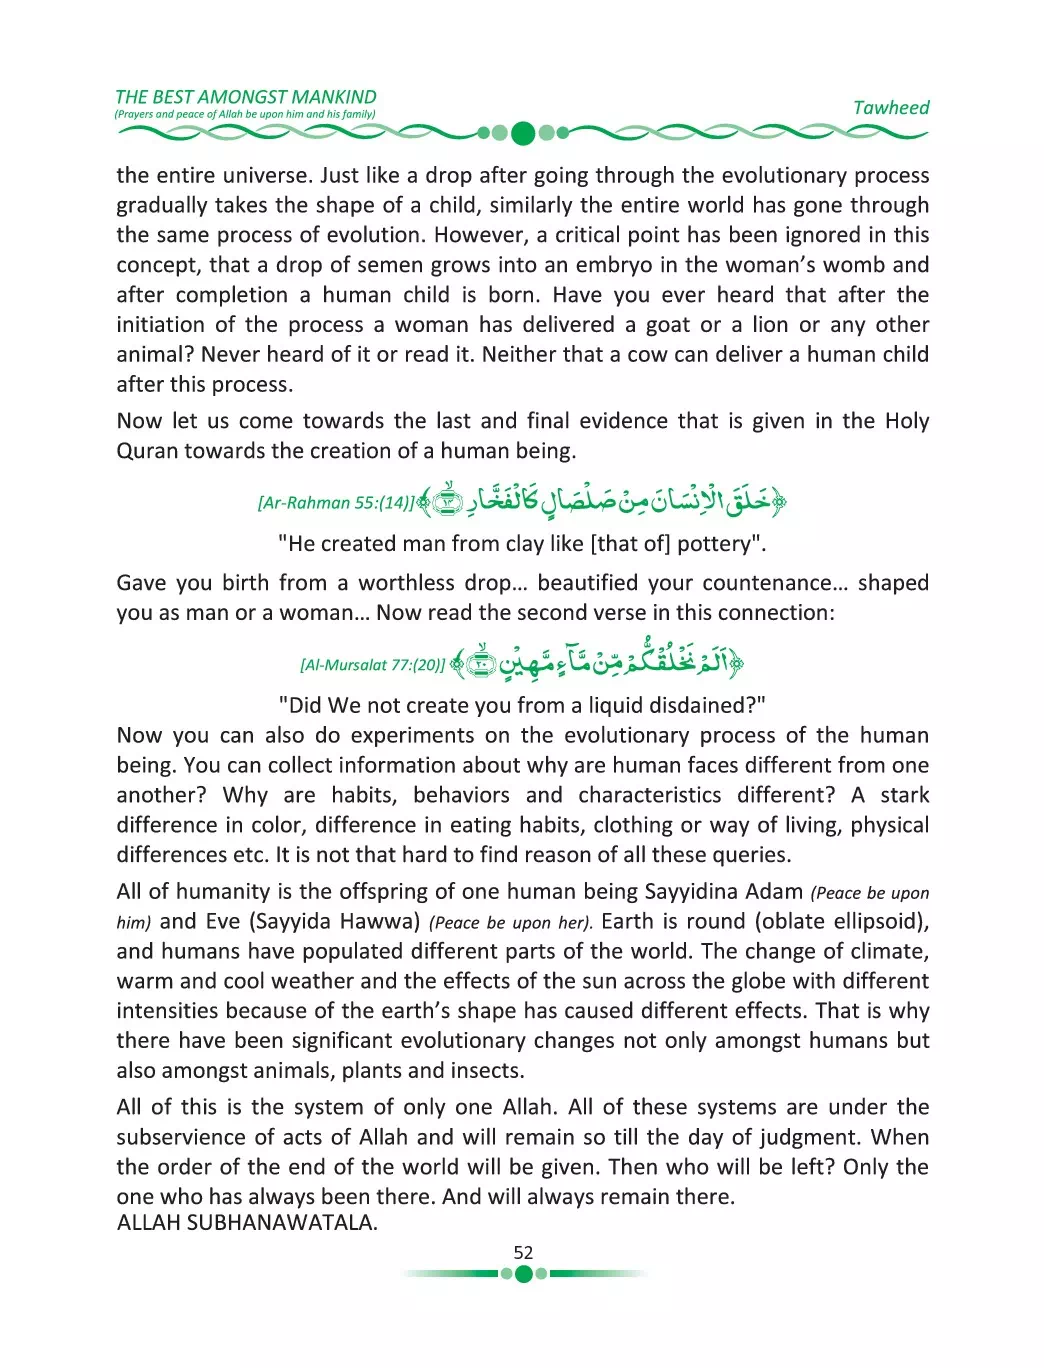 THE BEST AMONGST MANKIND
(Prayers and peace of Allah be upon him and his family)
Tawheed
the entire universe. Just like a drop after going through the evolutionary process
gradually takes the shape of a child, similarly the entire world has gone through
the same process of evolution. However, a critical point has been ignored in this
concept, that a drop of semen grows into an embryo in the woman’s womb and
after completion a human child is born. Have you ever heard that after the
initiation of the process a woman has delivered a goat or a lion or any other
animal? Never heard of it or read it. Neither that a cow can deliver a human child
after this process.
Now let us come towards the last and final evidence that is given in the Holy
Quran towards the creation of a human being.
﴿خَلَقَ الْاِنْسَانَ مِنْ صَلْصَالٍ كَالْفَخَّارِ ۙ‏۱۴﴾ [Ar-Rahman 55:(14)]
"He created man from clay like [that of] pottery".
Gave you birth from a worthless drop… beautified your countenance… shaped
you as man or a woman… Now read the second verse in this connection:
﴿اَلَمْ نَخْلُقْكُّمْ مِّنْ مَّآءٍ مَّهِيْنٍ ۙ‏۲۰﴾ [Al-Mursalat 77:(20)]
"Did We not create you from a liquid disdained?"
Now you can also do experiments on the evolutionary process of the human
being. You can collect information about why are human faces different from one
another? Why are habits, behaviors and characteristics different? A stark
difference in color, difference in eating habits, clothing or way of living, physical
differences etc. It is not that hard to find reason of all these queries.
All of humanity is the offspring of one human being Sayyidina Adam (Peace be upon
him) and Eve (Sayyida Hawwa) (Peace be upon her). Earth is round (oblate ellipsoid),
and humans have populated different parts of the world. The change of climate,
warm and cool weather and the effects of the sun across the globe with different
intensities because of the earth’s shape has caused different effects. That is why
there have been significant evolutionary changes not only amongst humans but
also amongst animals, plants and insects.
All of this is the system of only one Allah. All of these systems are under the
subservience of acts of Allah and will remain so till the day of judgment. When
the order of the end of the world will be given. Then who will be left? Only the
one who has always been there. And will always remain there.
ALLAH SUBHANAWATALA.
52